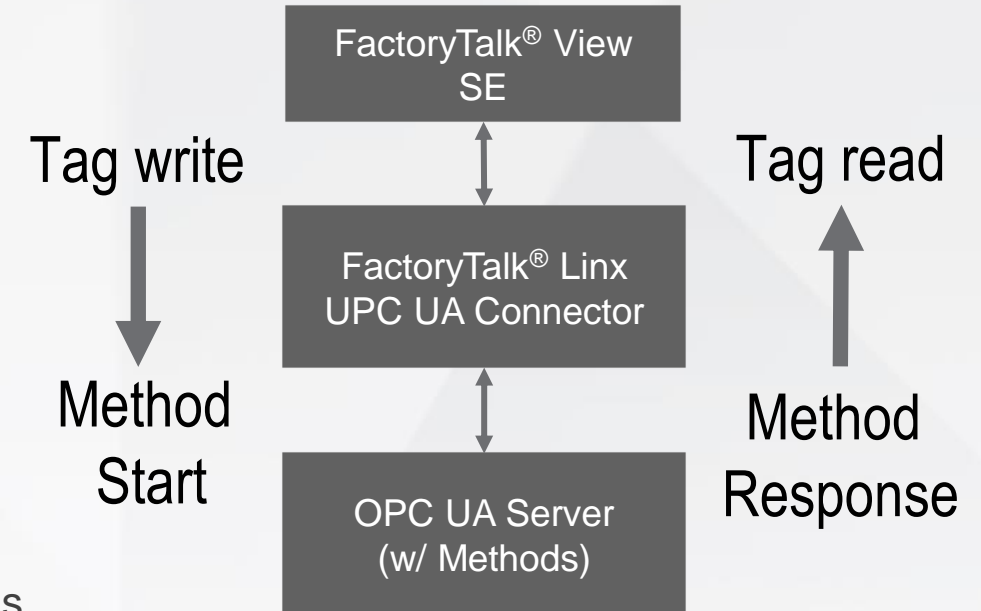 FactoryTalk® View
SE
Tag write
Tag read
FactoryTalk® Linx
UPC UA Connector
Method
Start
Method
Response
OPC UA Server
(w/ Methods)